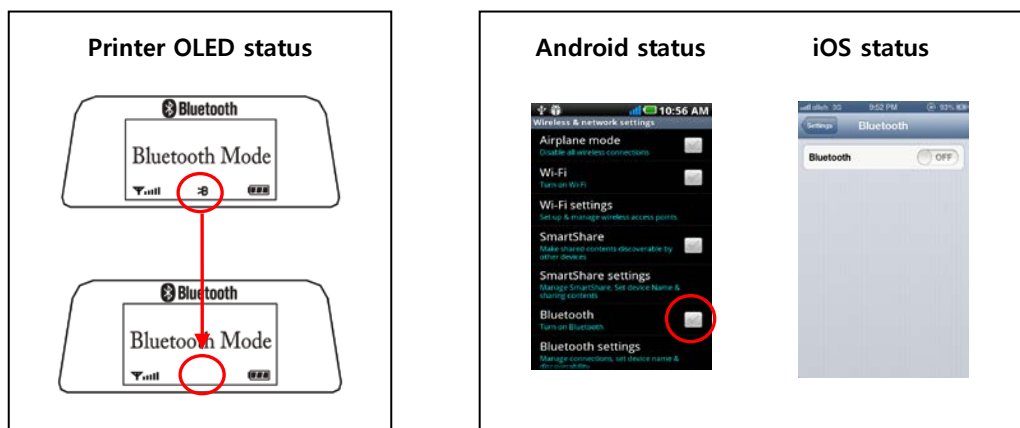 Printer OLED status
Bluetooth
Bluetooth Mode
Bluetooth
Bluetooth Mode
Android status
10:56 AM
Wireless & network settings
Airplane mode
Disable all wireless connections
Wi-Fi
Turn on Wi-Fi
Wi-Fi settings
Set up & manage wireless access points
SmartShare
Make shared contents discoverable by
other devices
SmartShare settings
Manage SmartShare, Set device Name &
sharing contents
Bluetooth
Turn on Bluetooth
Bluetooth settings
Manage connections, set device name &
discoverability
iOS status
olleh 3G 9:52 PM 93%
Settings Bluetooth
Bluetooth OFF